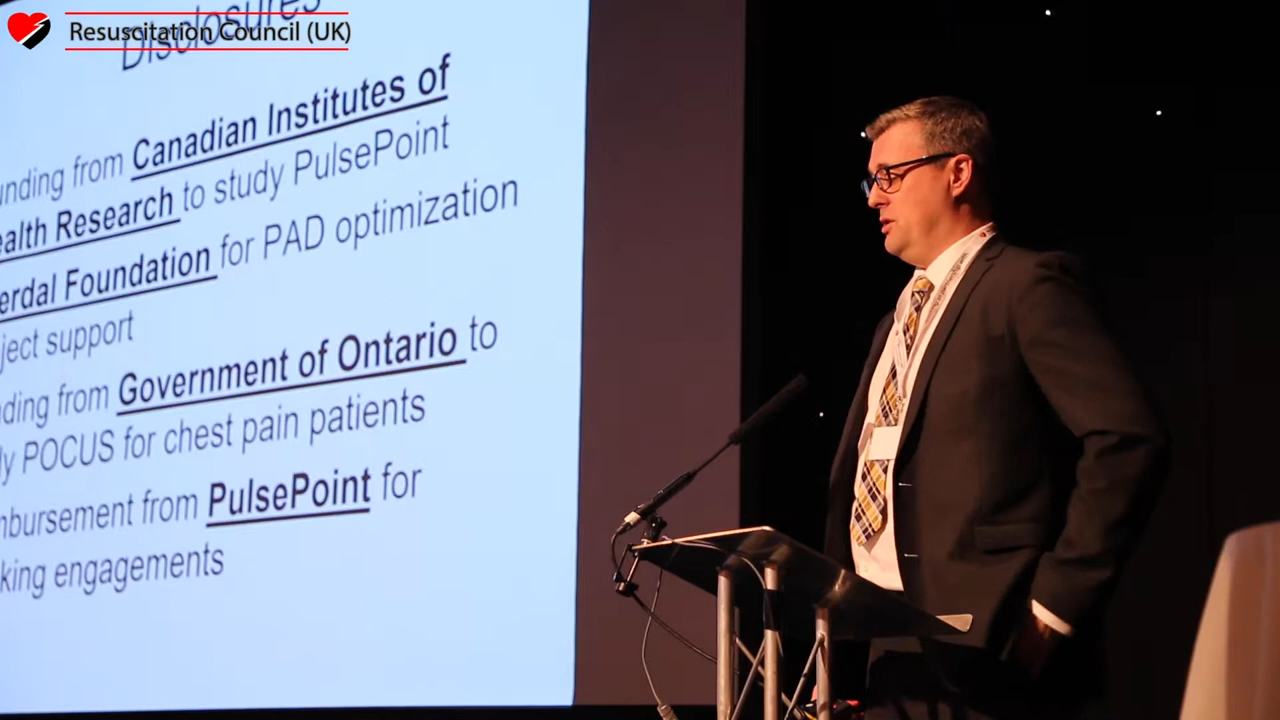 Resuscitation Council (UK)
Disclosures
unding from Canadian Institutes of
ealth Research to study PulsePoint
erdal Foundation for PAD optimization
ject support
ding from Government of Ontario to
y POCUS for chest pain patients
mbursement from PulsePoint for
king engagements